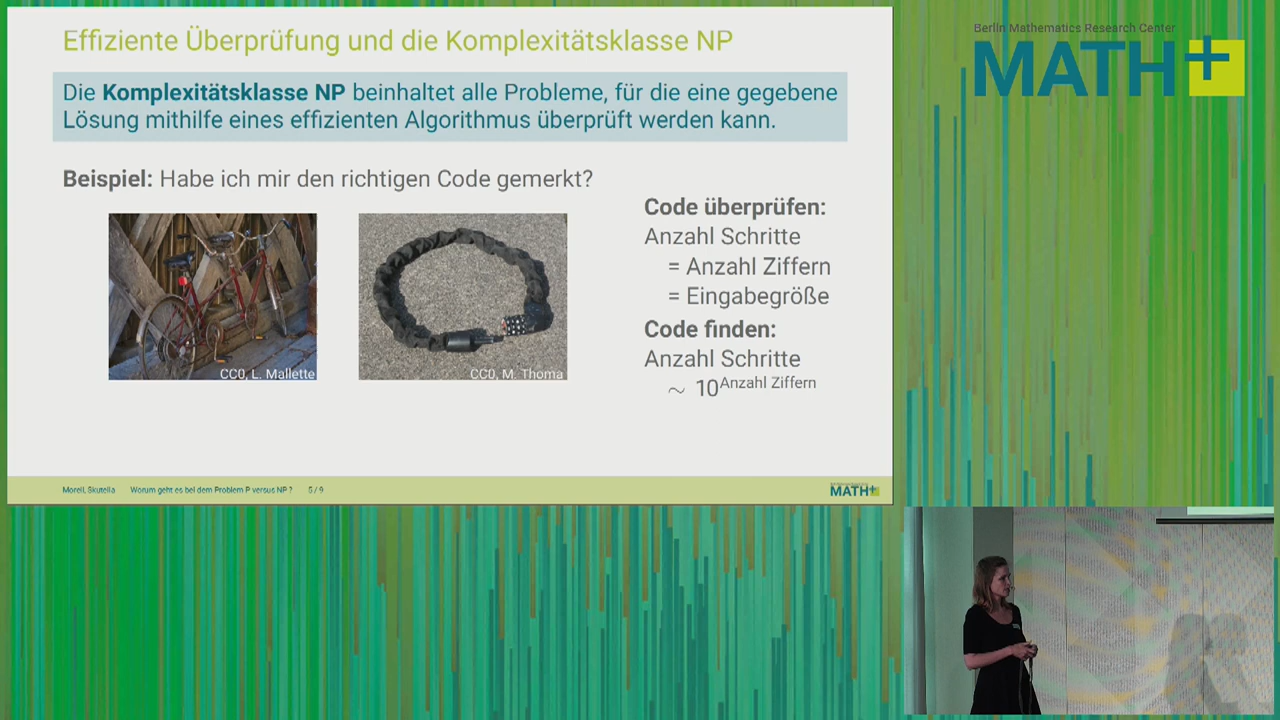 Effiziente Überprüfung und die Komplexitätsklasse NP
Die Komplexitätsklasse NP beinhaltet alle Probleme, für die eine gegebene
Lösung mithilfe eines effizienten Algorithmus überprüft werden kann.
Beispiel: Habe ich mir den richtigen Code gemerkt?
CC0, L. Mallette
CC0, M. Thoma
Code überprüfen:
Anzahl Schritte
= Anzahl Ziffern
= Eingabegröße
Code finden:
Anzahl Schritte
∼ 10^Anzahl Ziffern
Morell, Skutella Worum geht es bei dem Problem P versus NP ? 5 / 9
MATH+
Berlin Mathematics Research Center
MATH+